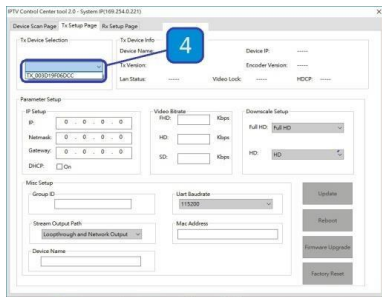 IPTV Control Center tool 2.0 - System IP(169.254.0.221)
Device Scan Page Tx Setup Page Rx Setup Page
Tx Device Selection
TX_003D19F06DCC
4
Tx Device Info
Device Name: Device IP: -----
Tx Version: Encoder Version: -----
Lan Status: ----- Video Lock: ----- HDCP: -----
Parameter Setup
IP Setup
IP: 0 . 0 . 0 . 0
Netmask: 0 . 0 . 0 . 0
Gateway: 0 . 0 . 0 . 0
DHCP: On
Video Bitrate
FHD: Kbps
HD: Kbps
SD: Kbps
Downscale Setup
Full HD: Full HD
HD: HD
Misc Setup
Group ID
Uart Baudrate
115200
Stream Output Path
Loopthrough and Network Output
Mac Address
Device Name
Update
Reboot
Firmware Upgrade
Factory Reset